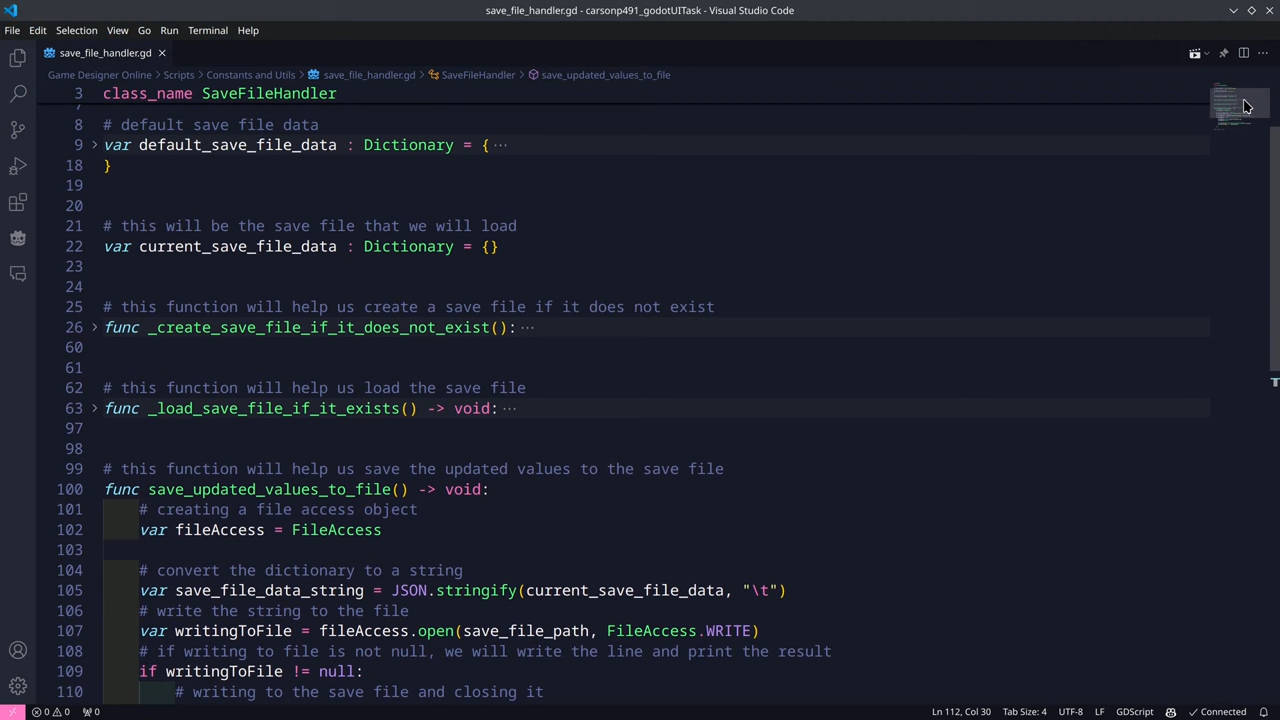 save_file_handler.gd - carsonp491_godotUITask - Visual Studio Code
File Edit Selection View Go Run Terminal Help
save_file_handler.gd
Game Designer Online > Scripts > Constants and Utils > save_file_handler.gd > SaveFileHandler > save_updated_values_to_file
3 class_name SaveFileHandler
7
8 # default save file data
9 var default_save_file_data : Dictionary = { ···
18 }
19
20
21 # this will be the save file that we will load
22 var current_save_file_data : Dictionary = {}
23
24
25 # this function will help us create a save file if it does not exist
26 func _create_save_file_if_it_does_not_exist(): ···
60
61
62 # this function will help us load the save file
63 func _load_save_file_if_it_exists() -> void: ···
97
98
99 # this function will help us save the updated values to the save file
100 func save_updated_values_to_file() -> void:
101 # creating a file access object
102 var fileAccess = FileAccess
103
104 # convert the dictionary to a string
105 var save_file_data_string = JSON.stringify(current_save_file_data, "\t")
106 # write the string to the file
107 var writingToFile = fileAccess.open(save_file_path, FileAccess.WRITE)
108 # if writing to file is not null, we will write the line and print the result
109 if writingToFile != null:
110 # writing to the save file and closing it
0 0 0 Ln 112, Col 30 Tab Size: 4 UTF-8 LF GDScript Connected